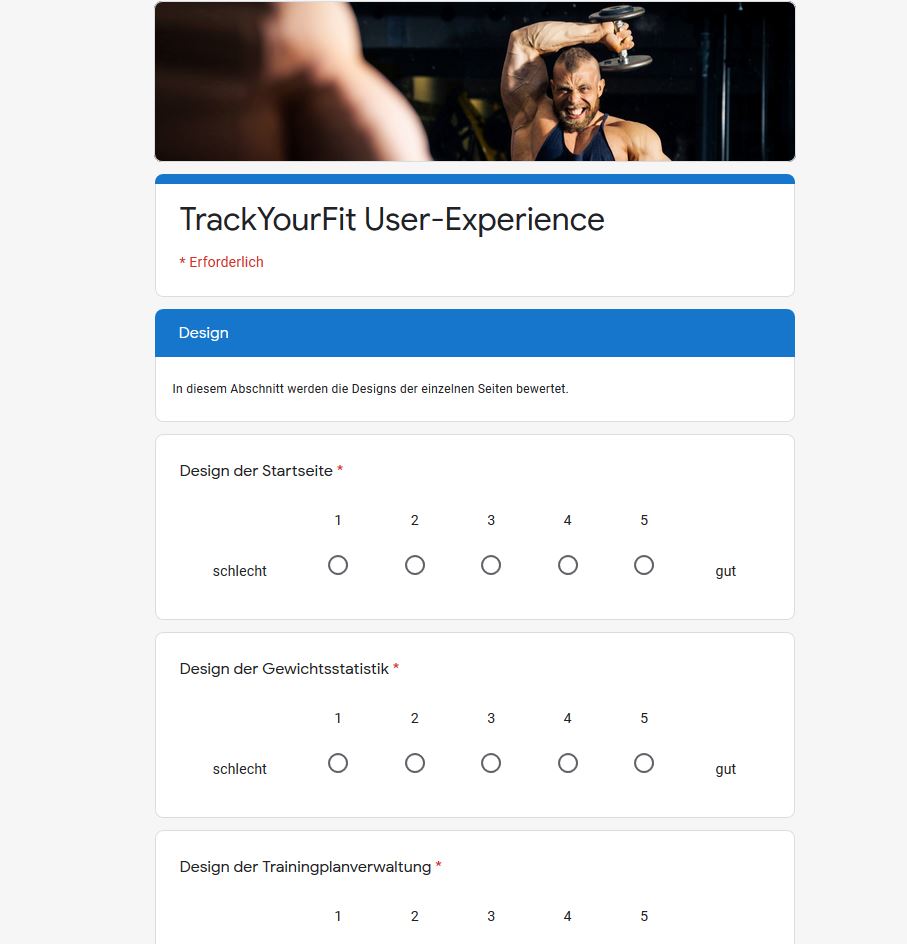 TrackYourFit User-Experience
* Erforderlich
Design
In diesem Abschnitt werden die Designs der einzelnen Seiten bewertet.
Design der Startseite *
1 2 3 4 5
schlecht gut
Design der Gewichtsstatistik *
1 2 3 4 5
schlecht gut
Design der Trainingplanverwaltung *
1 2 3 4 5